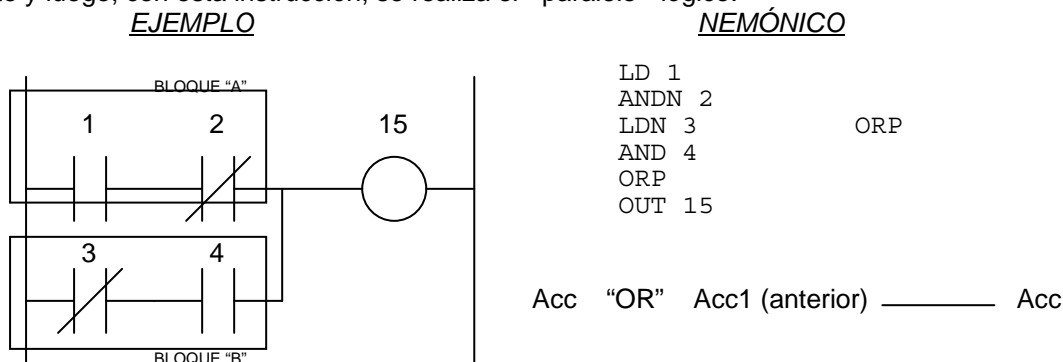 s y luego, con esta instrucción, se realiza el "paralelo" lógico.
EJEMPLO
NEMÓNICO
BLOQUE "A"
1 2 15
3 4
BLOQUE "B"
LD 1
ANDN 2
LDN 3 ORP
AND 4
ORP
OUT 15
Acc "OR" Acc1 (anterior) Acc